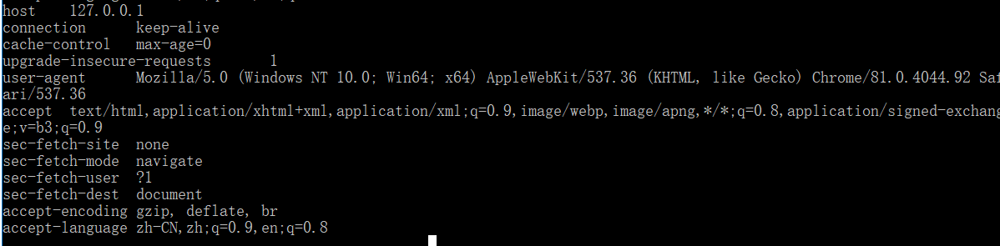 host    127.0.0.1
connection      keep-alive
cache-control   max-age=0
upgrade-insecure-requests       1
user-agent      Mozilla/5.0 (Windows NT 10.0; Win64; x64) AppleWebKit/537.36 (KHTML, like Gecko) Chrome/81.0.4044.92 Saf
ari/537.36
accept  text/html,application/xhtml+xml,application/xml;q=0.9,image/webp,image/apng,*/*;q=0.8,application/signed-exchang
e;v=b3;q=0.9
sec-fetch-site  none
sec-fetch-mode  navigate
sec-fetch-user  ?1
sec-fetch-dest  document
accept-encoding gzip, deflate, br
accept-language zh-CN,zh;q=0.9,en;q=0.8